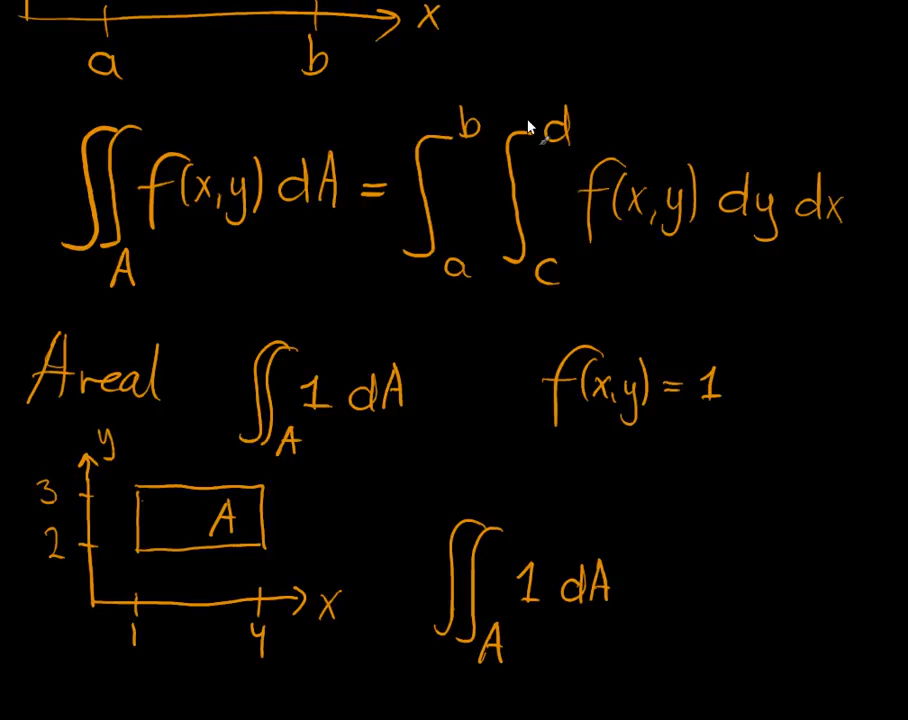 x
a b
∬_A f(x,y) dA = ∫_a^b ∫_c^d f(x,y) dy dx
Areal ∬_A 1 dA f(x,y) = 1
y
3
A
2
∬_A 1 dA
x
1 4